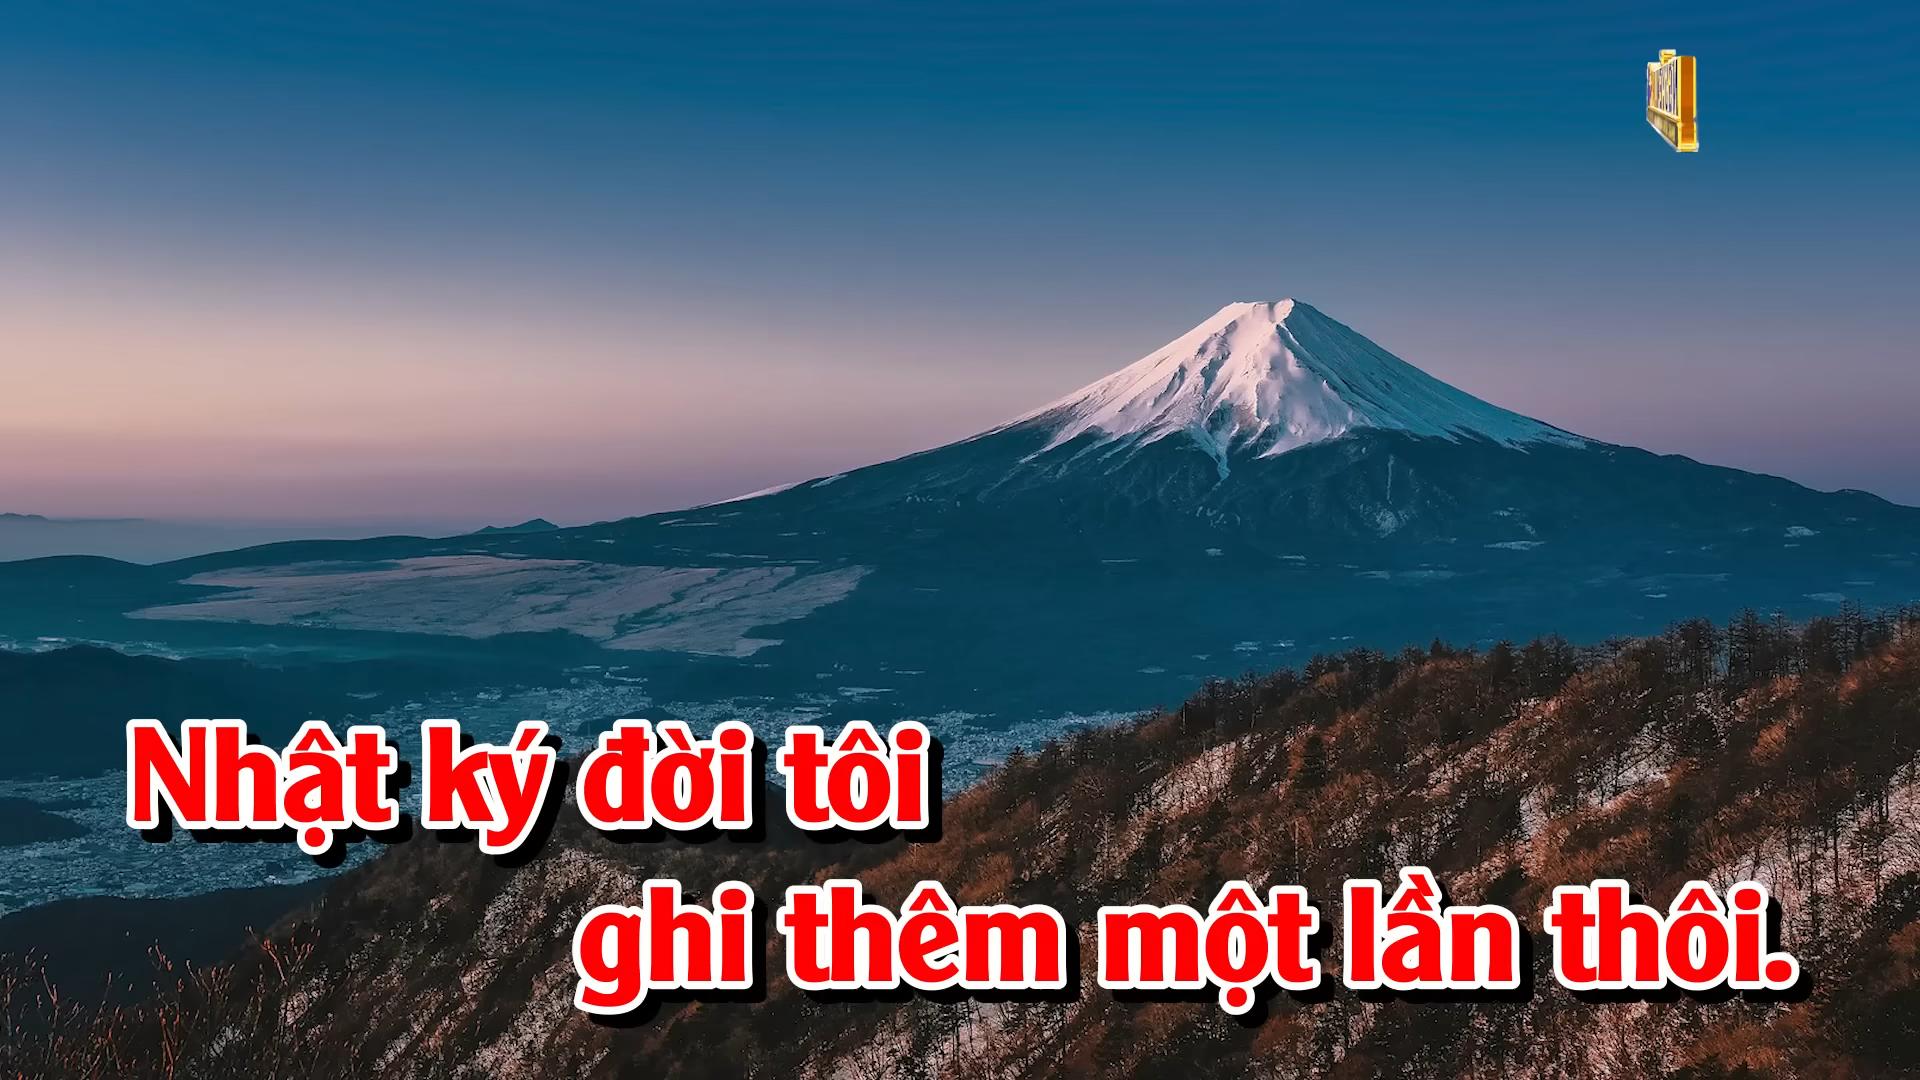 Nhật ký đời tôi
ghi thêm một lần thôi.